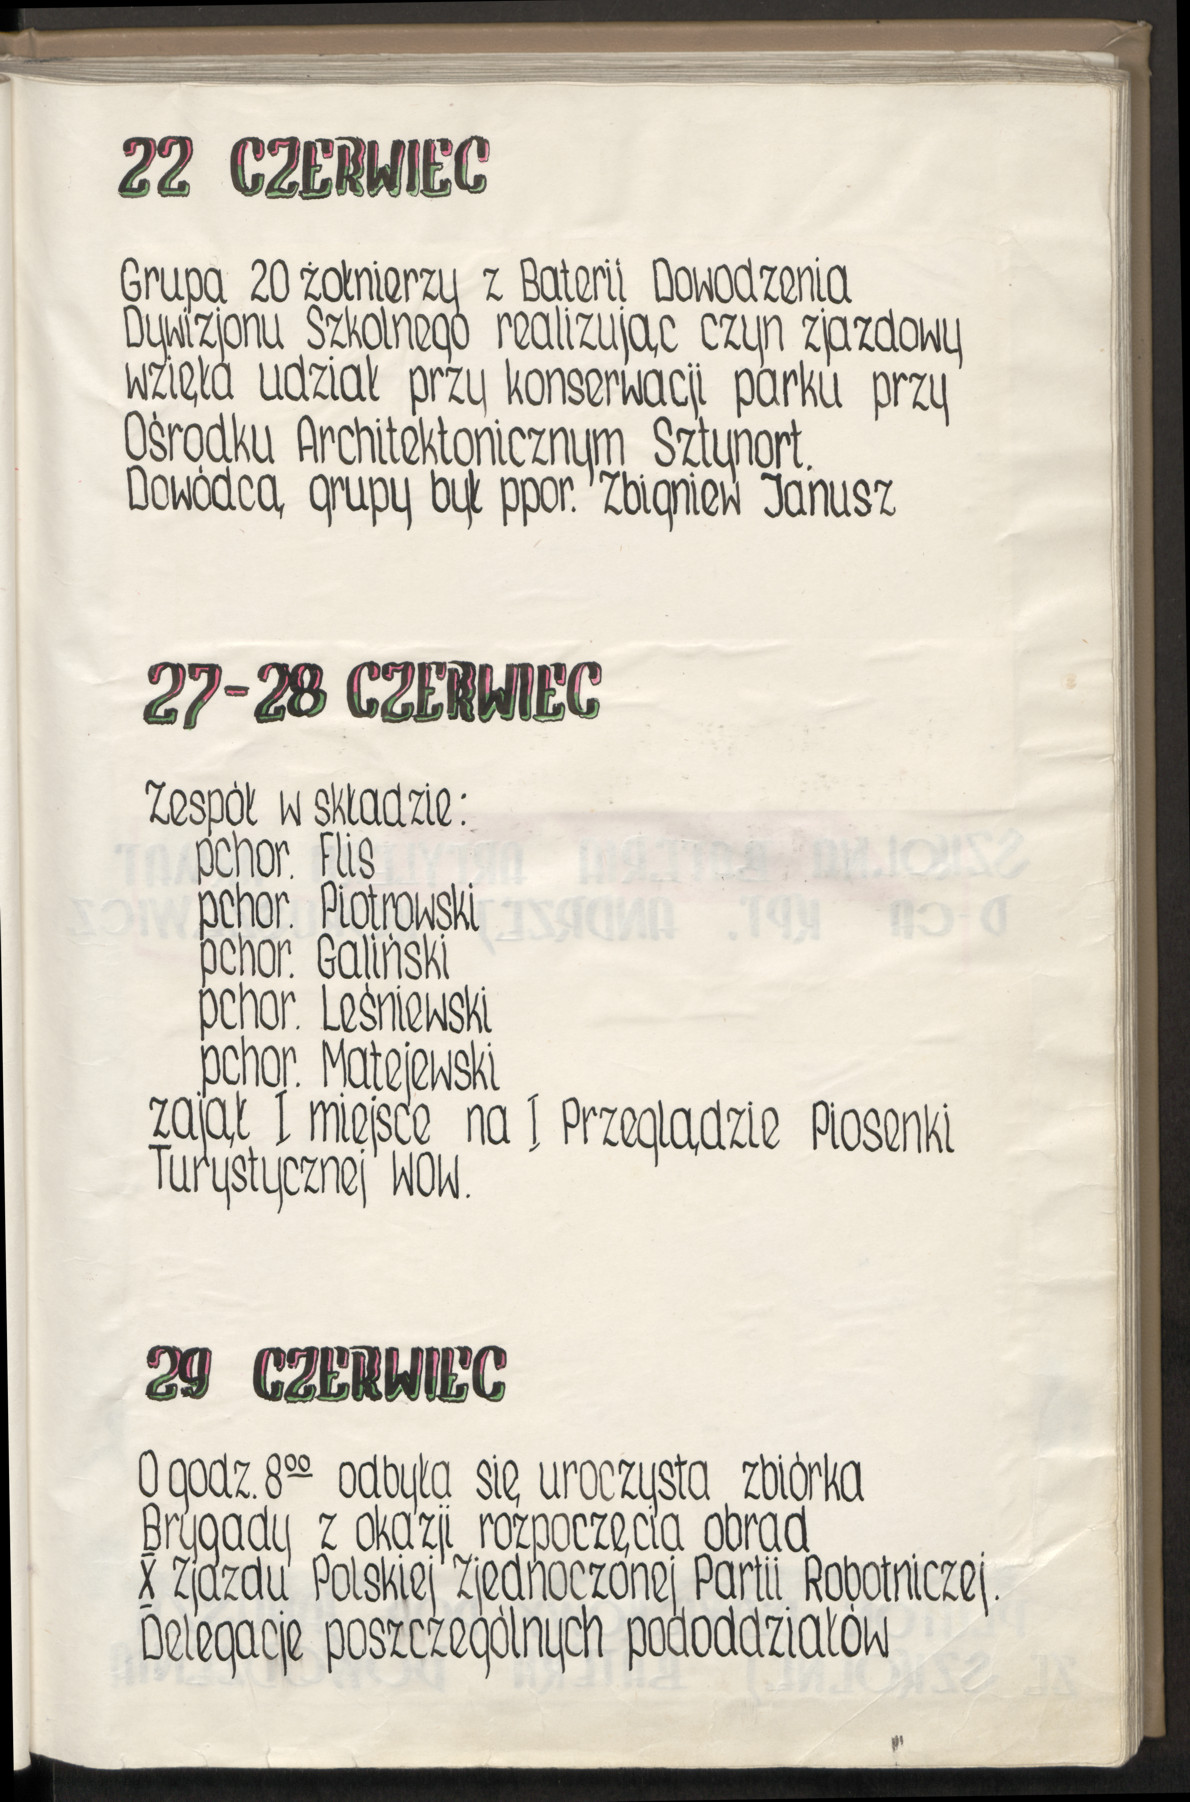 22 CZERWIEC
Grupa 20 żołnierzy z Baterii Dowodzenia
Dywizjonu Szkolnego realizując czyn zjazdowy
wzięła udział przy konserwacji parku przy
Ośrodku Architektonicznym Sztynort.
Dowódcą grupy był ppor. Zbigniew Janusz
27-28 CZERWIEC
Zespół w składzie:
pchor. Flis
pchor. Piotrowski
pchor. Galiński
pchor. Leśniewski
pchor. Matejewski
zajął I miejsce na I Przeglądzie Piosenki
Turystycznej WOW.
29 CZERWIEC
O godz. 8⁰⁰ odbyła się uroczysta zbiórka
Brygady z okazji rozpoczęcia obrad
X Zjazdu Polskiej Zjednoczonej Partii Robotniczej.
Delegacje poszczególnych pododdziałów